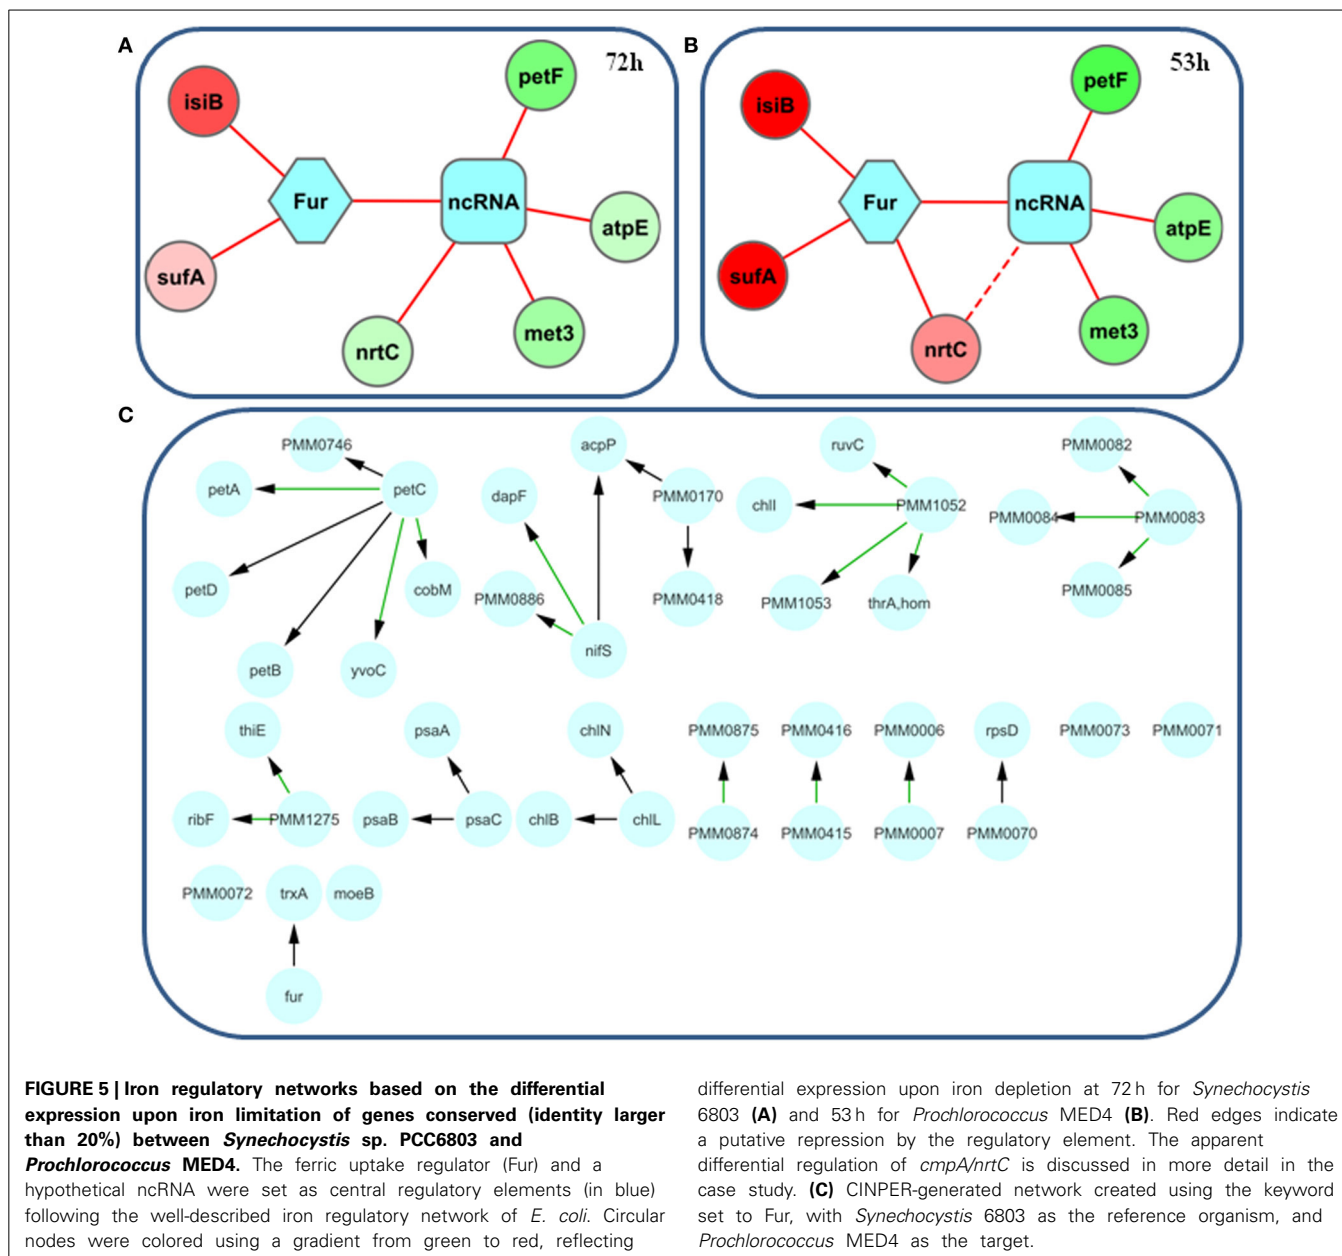 A
72h
isiB
petF
Fur
ncRNA
atpE
sufA
nrtC
met3
B
53h
isiB
petF
Fur
ncRNA
atpE
sufA
nrtC
met3
C
PMM0746
acpP
ruvC
PMM0082
petA
petC
dapF
PMM0170
chlI
PMM1052
PMM0084
PMM0083
petD
cobM
PMM0886
PMM0418
PMM1053
thrA,hom
PMM0085
petB
yvoC
nifS
thiE
psaA
chlN
PMM0875
PMM0416
PMM0006
rpsD
PMM0073
PMM0071
ribF
PMM1275
psaB
psaC
chlB
chlL
PMM0874
PMM0415
PMM0007
PMM0070
PMM0072
trxA
moeB
fur
FIGURE 5 | Iron regulatory networks based on the differential
expression upon iron limitation of genes conserved (identity larger
than 20%) between Synechocystis sp. PCC6803 and
Prochlorococcus MED4. The ferric uptake regulator (Fur) and a
hypothetical ncRNA were set as central regulatory elements (in blue)
following the well-described iron regulatory network of E. coli. Circular
nodes were colored using a gradient from green to red, reflecting
differential expression upon iron depletion at 72 h for Synechocystis
6803 (A) and 53 h for Prochlorococcus MED4 (B). Red edges indicate
a putative repression by the regulatory element. The apparent
differential regulation of cmpA/nrtC is discussed in more detail in the
case study. (C) CINPER-generated network created using the keyword
set to Fur, with Synechocystis 6803 as the reference organism, and
Prochlorococcus MED4 as the target.